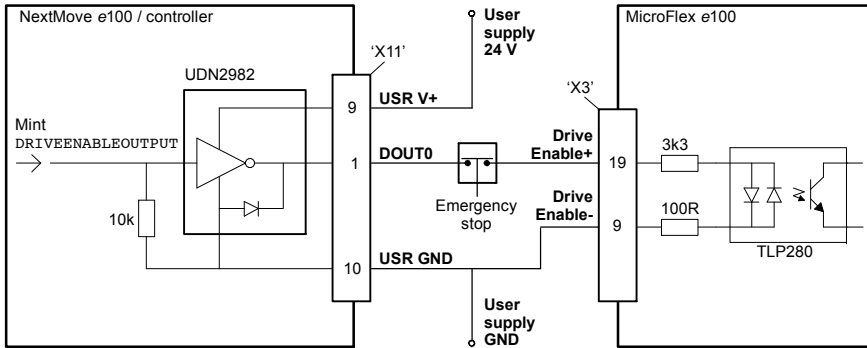 NextMove e100 / controller
'X11'
User
supply
24 V
MicroFlex e100
UDN2982
'X3'
9
USR V+
Mint
DRIVEENABLEOUTPUT
Drive
Enable+
3k3
1
DOUT0
19
10k
Emergency
stop
Drive
Enable-
9
100R
TLP280
10
USR GND
User
supply
GND